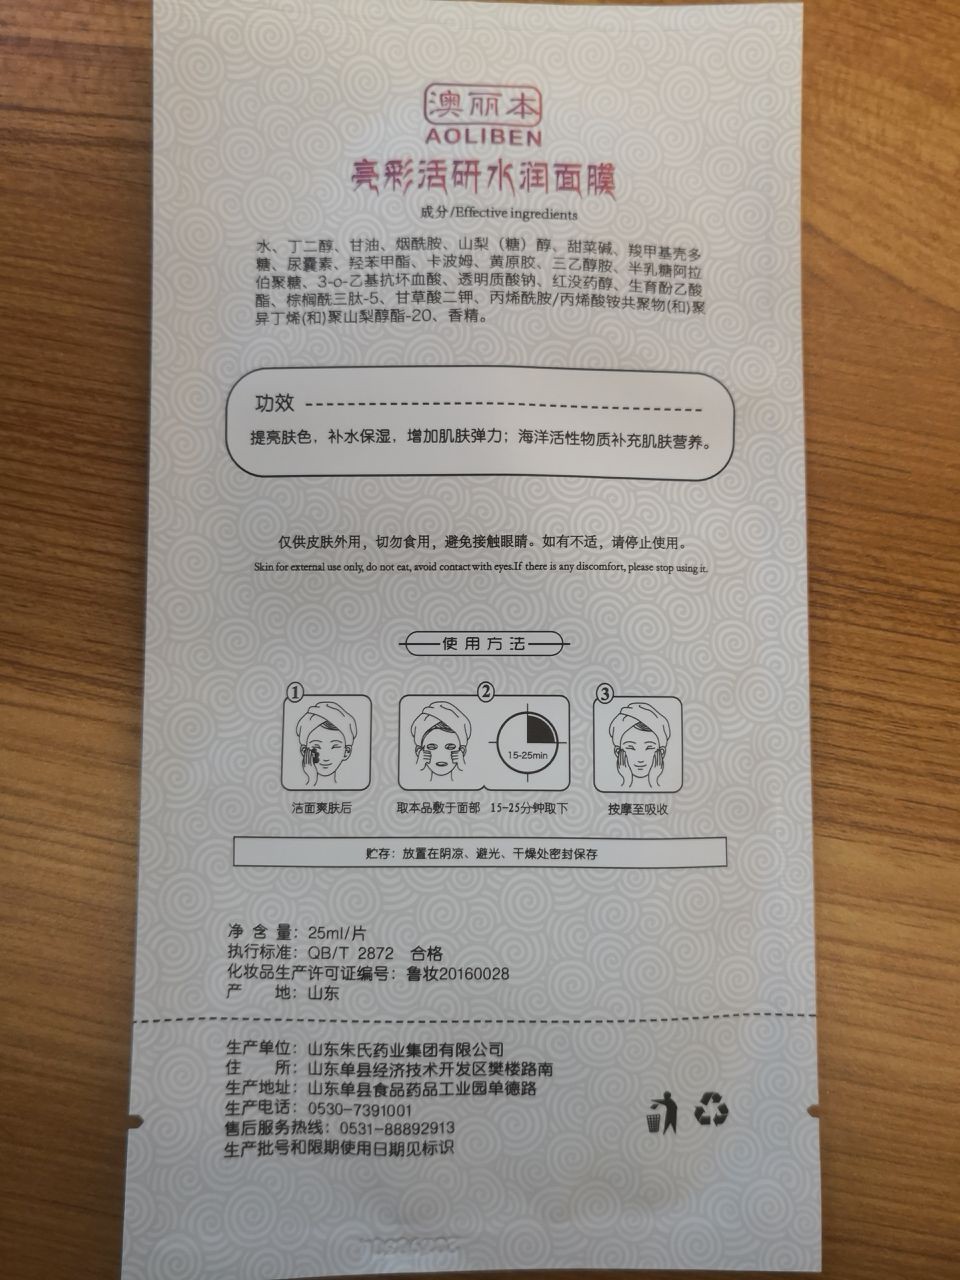 澳丽本
AOLIBEN
亮彩活研水润面膜
成分/Effective ingredients
水、丁二醇、甘油、烟酰胺、山梨（糖）醇、甜菜碱、羧甲基壳多
糖、尿囊素、羟苯甲酯、卡波姆、黄原胶、三乙醇胺、半乳糖阿拉
伯聚糖、3-o-乙基抗坏血酸、透明质酸钠、红没药醇、生育酚乙酸
酯、棕榈酰三肽-5、甘草酸二钾、丙烯酰胺/丙烯酸铵共聚物(和)聚
异丁烯(和)聚山梨醇酯-20、香精。
功效
提亮肤色，补水保湿，增加肌肤弹力；海洋活性物质补充肌肤营养。
仅供皮肤外用，切勿食用，避免接触眼睛。如有不适，请停止使用。
Skin for external use only, do not eat, avoid contact with eyes.If there is any discomfort, please stop using it.
使用方法
1 2 3
15-25min
洁面爽肤后 取本品敷于面部 15-25分钟取下 按摩至吸收
贮存：放置在阴凉、避光、干燥处密封保存
净含量：25ml/片
执行标准：QB/T 2872 合格
化妆品生产许可证编号：鲁妆20160028
产 地：山东
生产单位：山东朱氏药业集团有限公司
住 所：山东单县经济技术开发区樊楼路南
生产地址：山东单县食品药品工业园单德路
生产电话：0530-7391001
售后服务热线：0531-88892913
生产批号和限期使用日期见标识